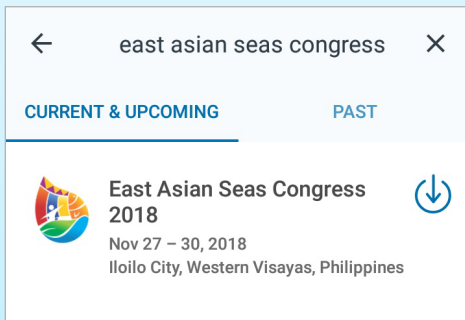 east asian seas congress
CURRENT & UPCOMING PAST
East Asian Seas Congress
2018
Nov 27 – 30, 2018
Iloilo City, Western Visayas, Philippines